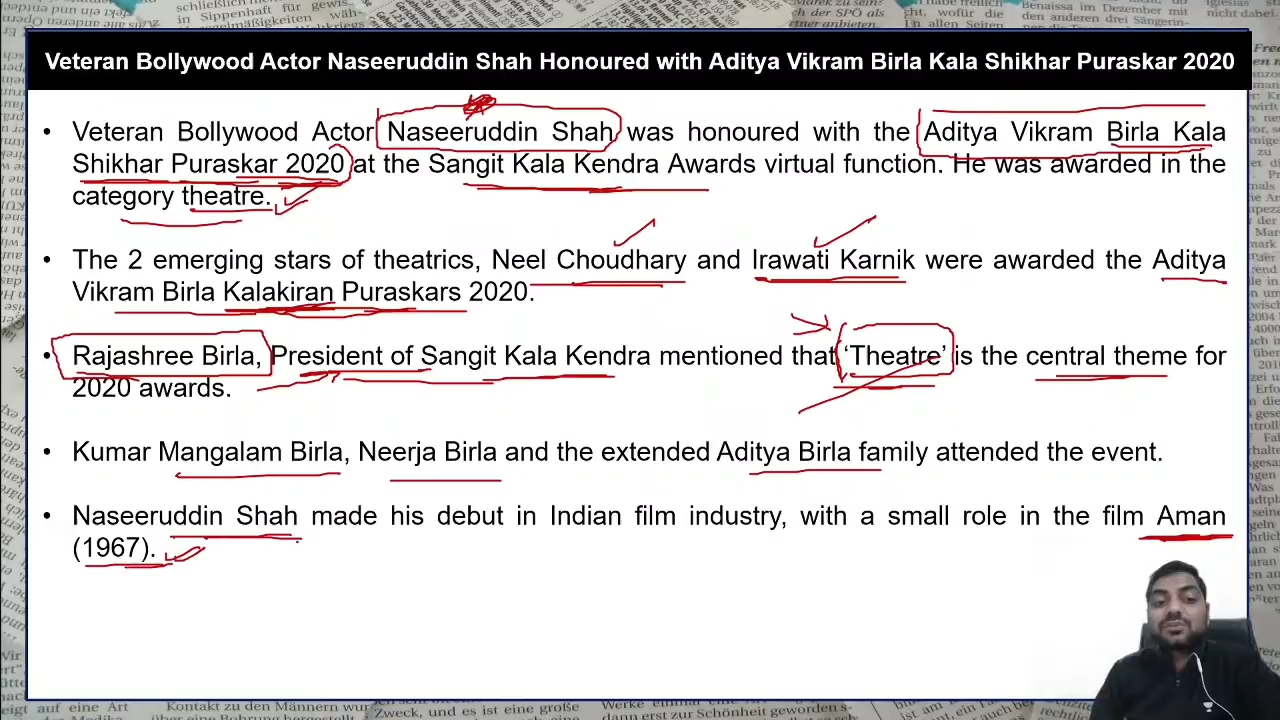 Veteran Bollywood Actor Naseeruddin Shah Honoured with Aditya Vikram Birla Kala Shikhar Puraskar 2020
• Veteran Bollywood Actor Naseeruddin Shah was honoured with the Aditya Vikram Birla Kala
Shikhar Puraskar 2020 at the Sangit Kala Kendra Awards virtual function. He was awarded in the
category theatre.
• The 2 emerging stars of theatrics, Neel Choudhary and Irawati Karnik were awarded the Aditya
Vikram Birla Kalakiran Puraskars 2020.
• Rajashree Birla, President of Sangit Kala Kendra mentioned that ‘Theatre’ is the central theme for
2020 awards.
• Kumar Mangalam Birla, Neerja Birla and the extended Aditya Birla family attended the event.
• Naseeruddin Shah made his debut in Indian film industry, with a small role in the film Aman
(1967).